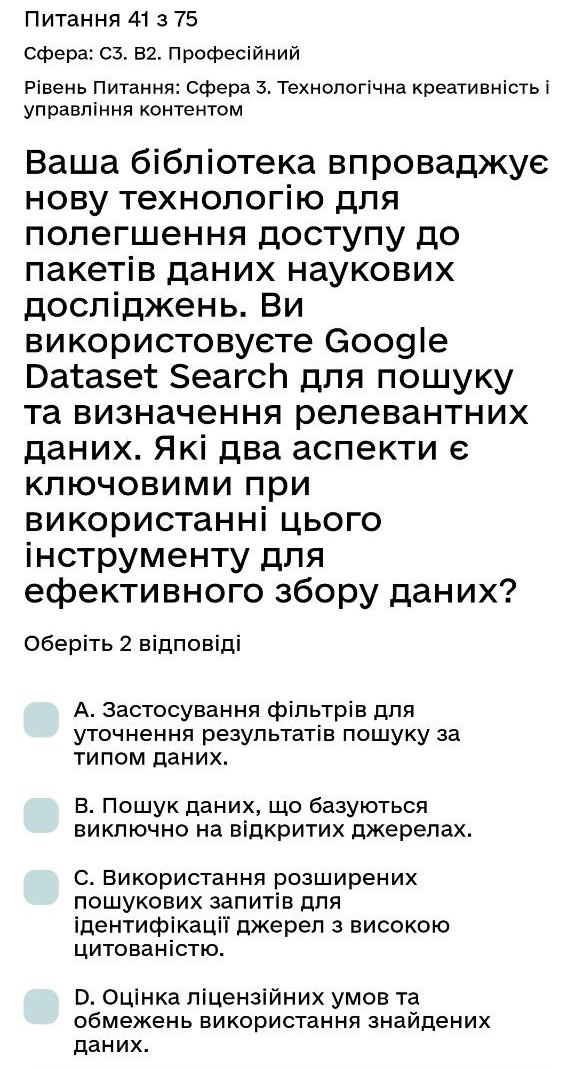 Питання 41 з 75
Сфера: С3. В2. Професійний
Рівень Питання: Сфера 3. Технологічна креативність і
управління контентом
Ваша бібліотека впроваджує
нову технологію для
полегшення доступу до
пакетів даних наукових
досліджень. Ви
використовуєте Google
Dataset Search для пошуку
та визначення релевантних
даних. Які два аспекти є
ключовими при
використанні цього
інструменту для
ефективного збору даних?
Оберіть 2 відповіді
A. Застосування фільтрів для
уточнення результатів пошуку за
типом даних.
B. Пошук даних, що базуються
виключно на відкритих джерелах.
C. Використання розширених
пошукових запитів для
ідентифікації джерел з високою
цитованістю.
D. Оцінка ліцензійних умов та
обмежень використання знайдених
даних.